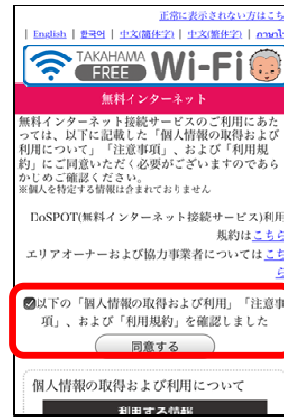 正常に表示されない方はこち
| English | 한국어 | 中文(簡体字) | 中文(繁体字) | ภาษาไ
TAKAHAMA
FREE Wi-Fi
無料インターネット
無料インターネット接続サービスのご利用にあた
っては、以下に記載した「個人情報の取得および
利用について」「注意事項」、および「利用規
約」にご同意いただく必要がございますのであら
かじめご確認ください。
※個人を特定する情報は含まれておりません
DoSPOT(無料インターネット接続サービス)利用
規約はこちら
エリアオーナーおよび協力事業者についてはこち
ら
以下の「個人情報の取得および利用」「注意事
項」、および「利用規約」を確認しました
同意する
個人情報の取得および利用について
利用する情報